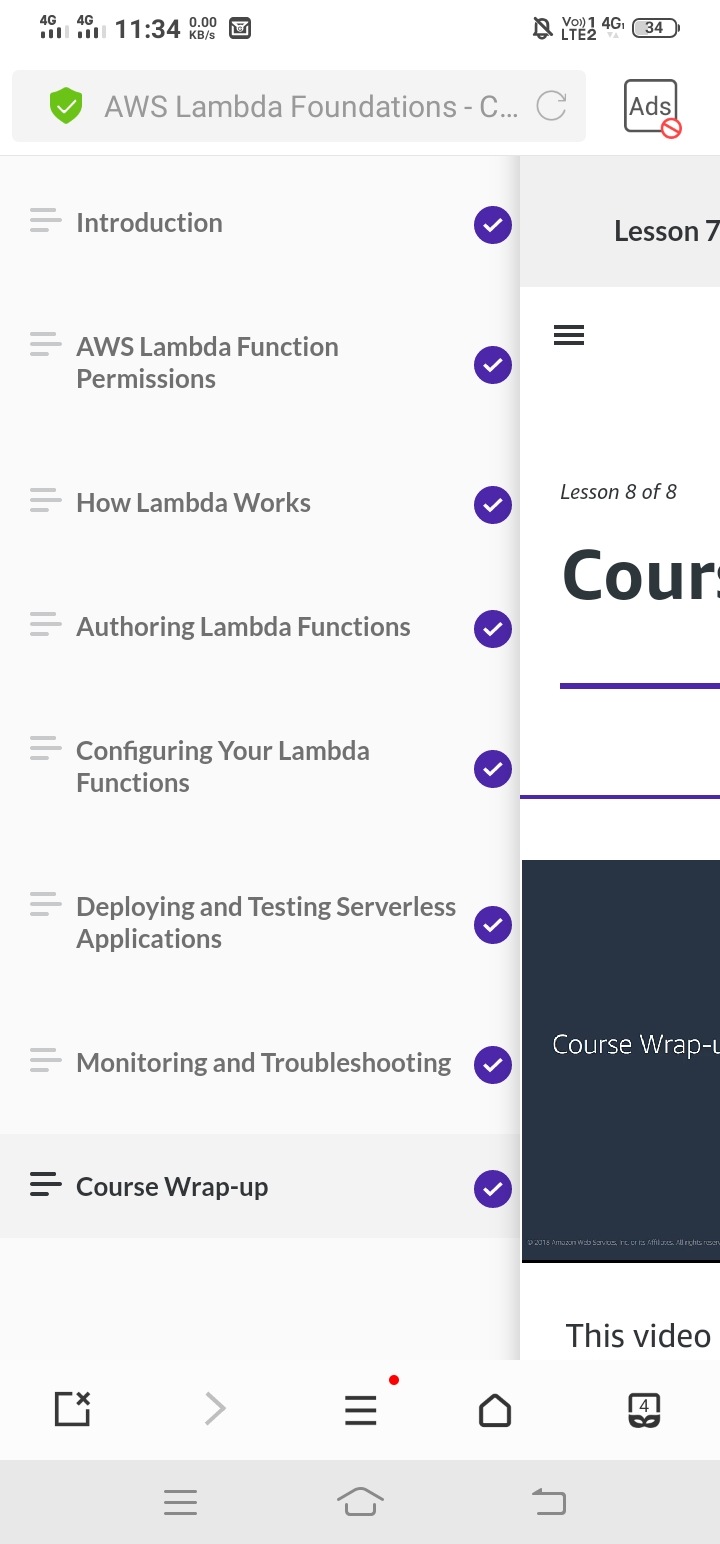 4G 4G 11:34 0.00 KB/s Vo)) 1 LTE2 4G 34
AWS Lambda Foundations - C...
Ads
Introduction
Lesson 7
AWS Lambda Function
Permissions
How Lambda Works
Lesson 8 of 8
Cours
Authoring Lambda Functions
Configuring Your Lambda
Functions
Deploying and Testing Serverless
Applications
Monitoring and Troubleshooting
Course Wrap-u
Course Wrap-up
© 2018 Amazon Web Services, Inc. or its Affiliates. All rights reserv
This video
4